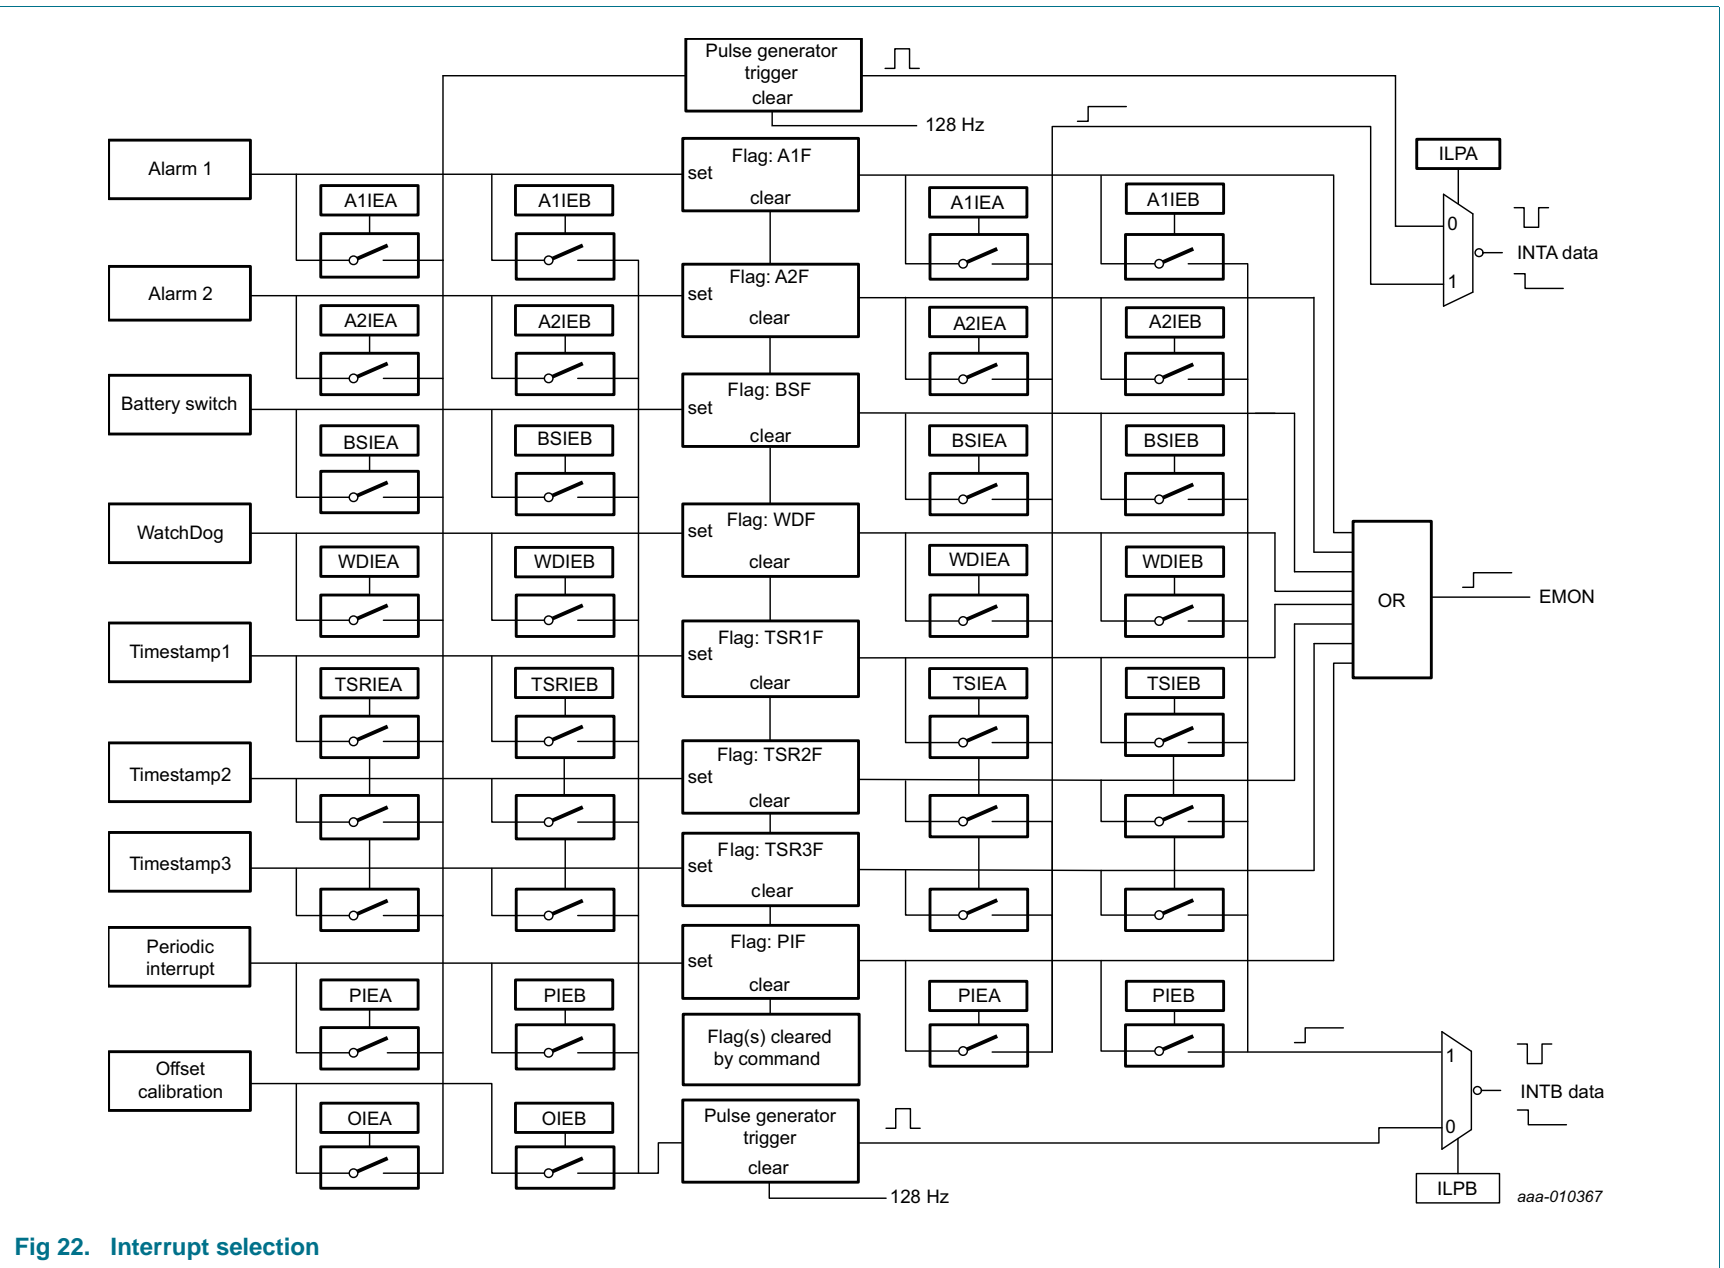 Pulse generator
trigger
clear
128 Hz
Alarm 1
Flag: A1F
set
clear
ILPA
A1IEA
A1IEB
A1IEA
A1IEB
0
INTA data
1
Alarm 2
Flag: A2F
set
clear
A2IEA
A2IEB
A2IEA
A2IEB
Battery switch
Flag: BSF
set
clear
BSIEA
BSIEB
BSIEA
BSIEB
WatchDog
Flag: WDF
set
clear
WDIEA
WDIEB
WDIEA
WDIEB
OR
EMON
Timestamp1
Flag: TSR1F
set
clear
TSRIEA
TSRIEB
TSIEA
TSIEB
Timestamp2
Flag: TSR2F
set
clear
Timestamp3
Flag: TSR3F
set
clear
Periodic
interrupt
Flag: PIF
set
clear
PIEA
PIEB
PIEA
PIEB
Flag(s) cleared
by command
Offset
calibration
1
INTB data
0
OIEA
OIEB
Pulse generator
trigger
clear
128 Hz
ILPB
aaa-010367
Fig 22. Interrupt selection